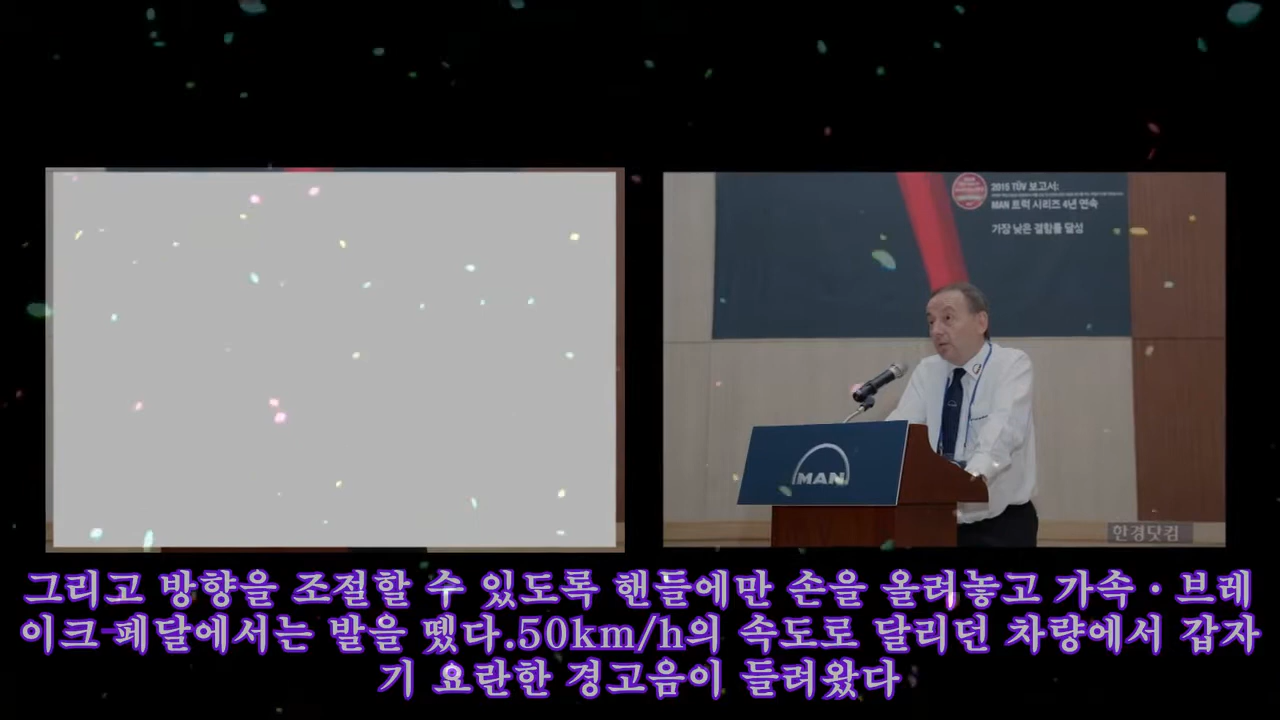 2015 TÜV 보고서:
MAN 트럭 시리즈 4년 연속
가장 낮은 결함률 달성
MAN
한경닷컴
그리고 방향을 조절할 수 있도록 핸들에만 손을 올려놓고 가속·브레
이크 페달에서는 발을 뗐다.50km/h의 속도로 달리던 차량에서 갑자
기 요란한 경고음이 들려왔다